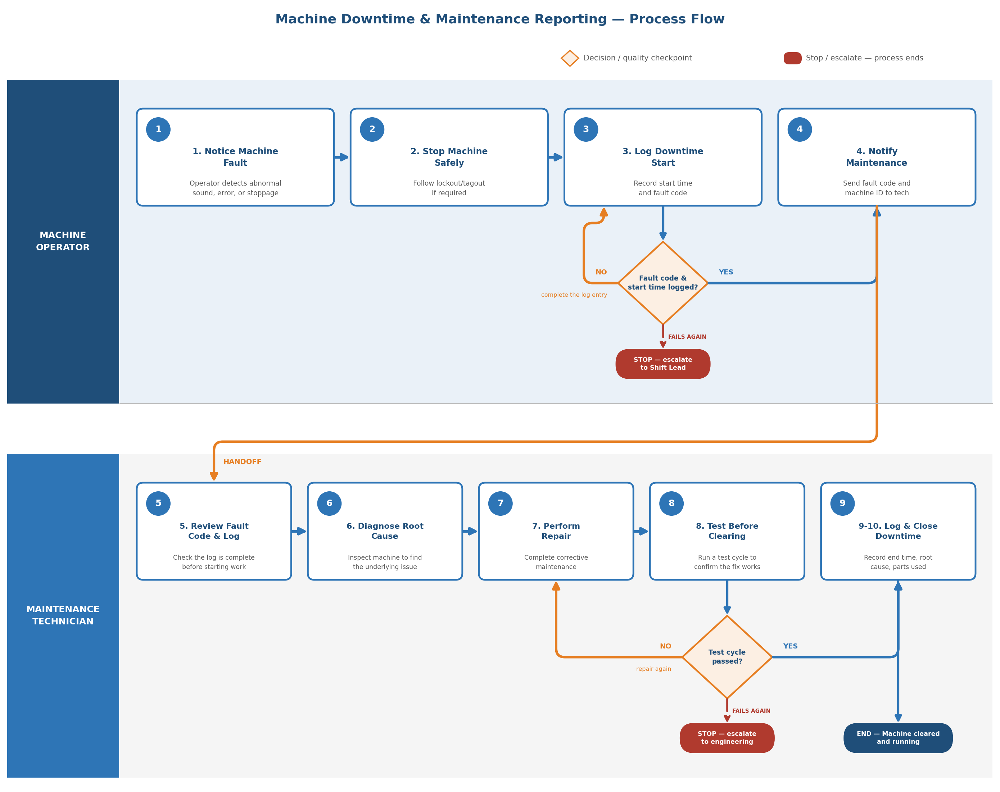 Machine Downtime & Maintenance Reporting — Process Flow
Decision / quality checkpoint
Stop / escalate — process ends
MACHINE
OPERATOR
1
1. Notice Machine
Fault
Operator detects abnormal
sound, error, or stoppage
2
2. Stop Machine
Safely
Follow lockout/tagout
if required
3
3. Log Downtime
Start
Record start time
and fault code
4
4. Notify
Maintenance
Send fault code and
machine ID to tech
NO
complete the log entry
Fault code &
start time logged?
YES
FAILS AGAIN
STOP — escalate
to Shift Lead
HANDOFF
MAINTENANCE
TECHNICIAN
5
5. Review Fault
Code & Log
Check the log is complete
before starting work
6
6. Diagnose Root
Cause
Inspect machine to find
the underlying issue
7
7. Perform
Repair
Complete corrective
maintenance
8
8. Test Before
Clearing
Run a test cycle to
confirm the fix works
9
9-10. Log & Close
Downtime
Record end time, root
cause, parts used
NO
repair again
Test cycle
passed?
YES
FAILS AGAIN
STOP — escalate
to engineering
END — Machine cleared
and running